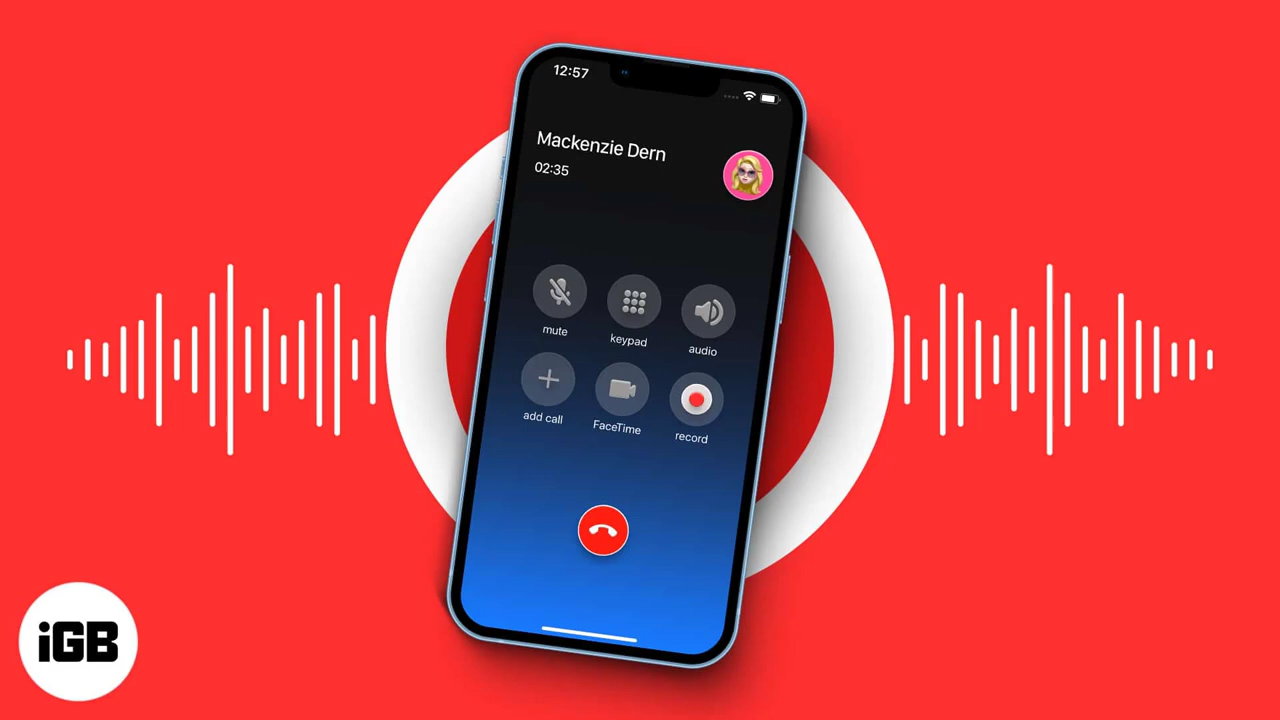 12:57
Mackenzie Dern
02:35
mute
keypad
audio
add call
FaceTime
record
iGB